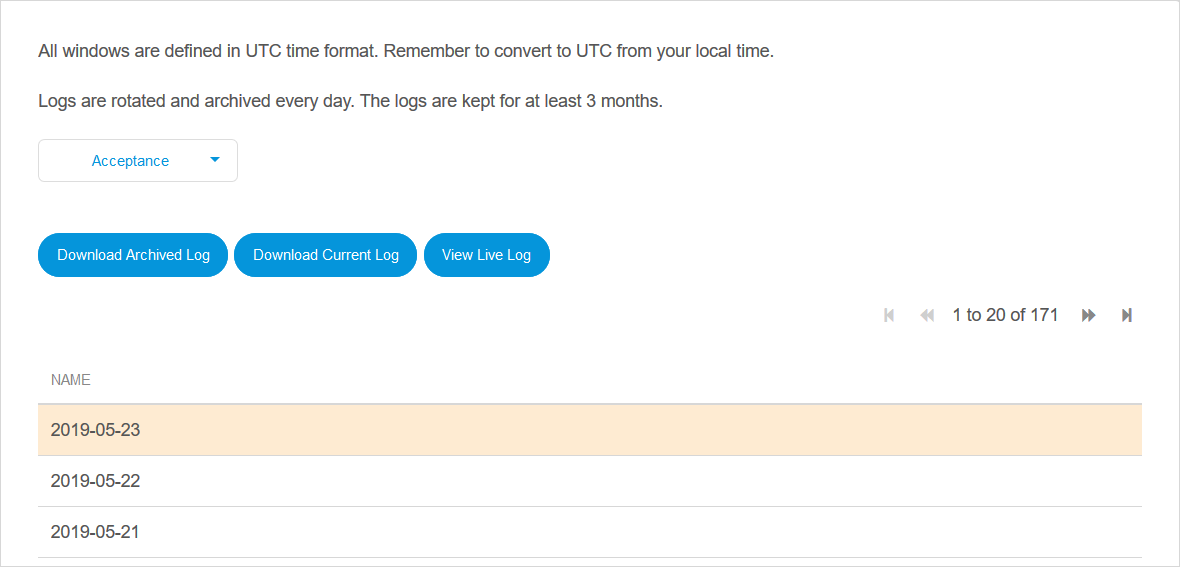 All windows are defined in UTC time format. Remember to convert to UTC from your local time.
Logs are rotated and archived every day. The logs are kept for at least 3 months.
Acceptance
Download Archived Log Download Current Log View Live Log
1 to 20 of 171
NAME
2019-05-23
2019-05-22
2019-05-21